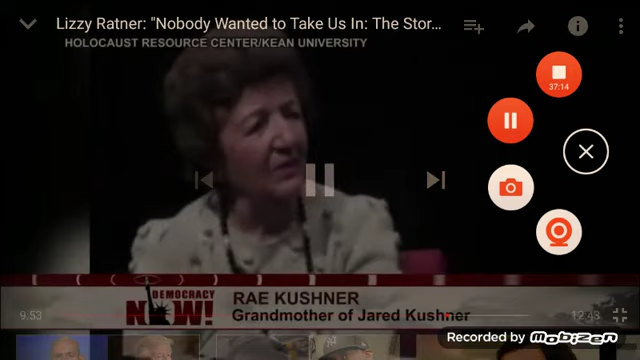 Lizzy Ratner: "Nobody Wanted to Take Us In: The Stor...
HOLOCAUST RESOURCE CENTER/KEAN UNIVERSITY
37:14
DEMOCRACY NOW!
RAE KUSHNER
Grandmother of Jared Kushner
9:53
12:43
Recorded by Mobizen